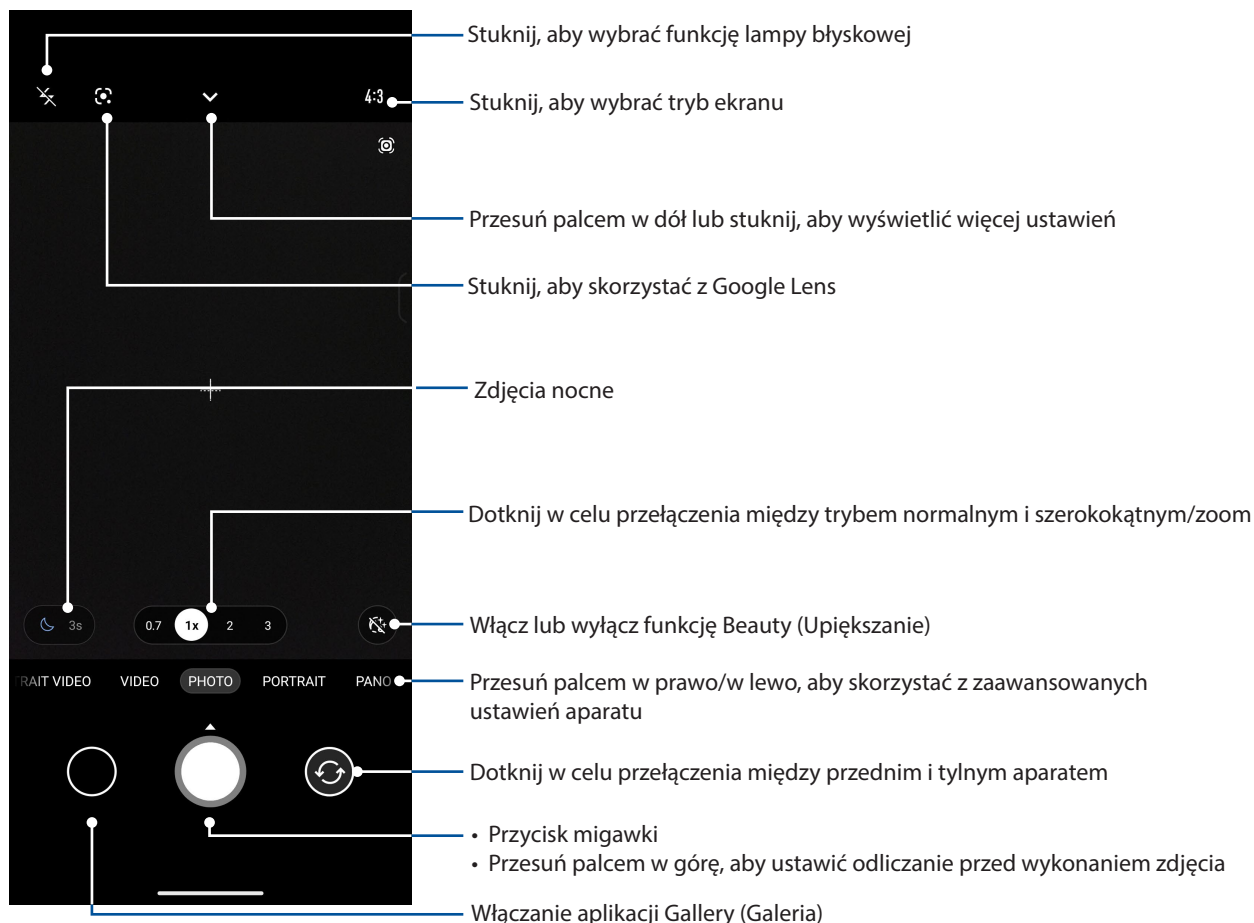 Stuknij, aby wybrać funkcję lampy błyskowej
4:3
Stuknij, aby wybrać tryb ekranu
Przesuń palcem w dół lub stuknij, aby wyświetlić więcej ustawień
Stuknij, aby skorzystać z Google Lens
Zdjęcia nocne
Dotknij w celu przełączenia między trybem normalnym i szerokokątnym/zoom
3s
0.7 1x 2 3
Włącz lub wyłącz funkcję Beauty (Upiększanie)
RAIT VIDEO VIDEO PHOTO PORTRAIT PANO
Przesuń palcem w prawo/w lewo, aby skorzystać z zaawansowanych
ustawień aparatu
Dotknij w celu przełączenia między przednim i tylnym aparatem
• Przycisk migawki
• Przesuń palcem w górę, aby ustawić odliczanie przed wykonaniem zdjęcia
Włączanie aplikacji Gallery (Galeria)